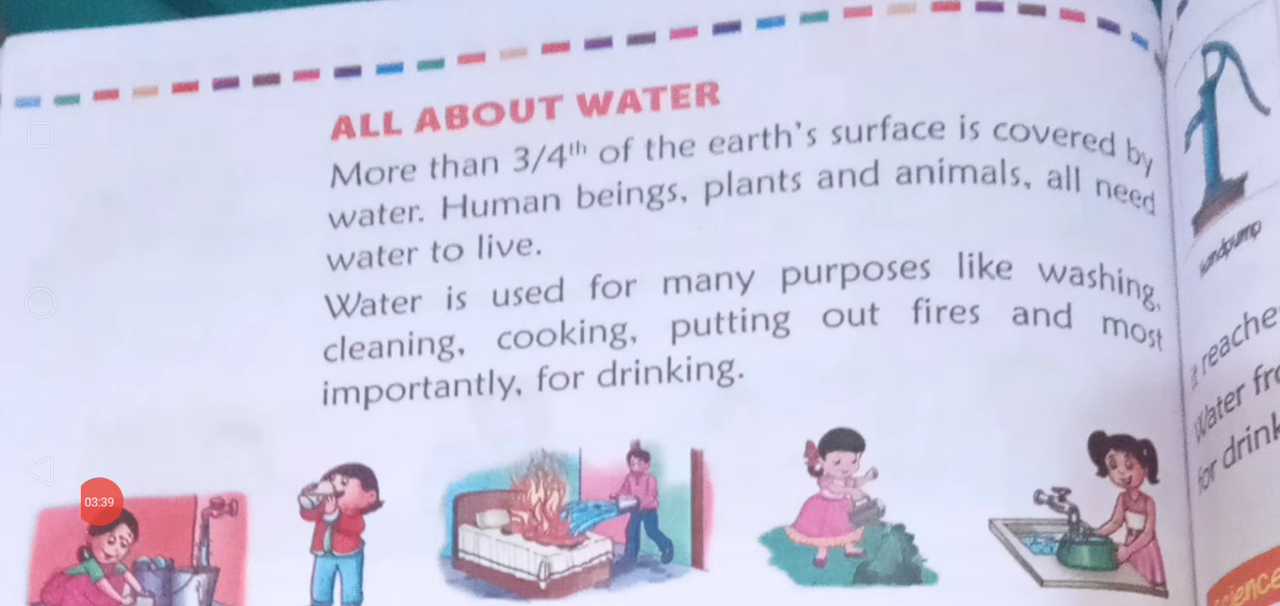 ALL ABOUT WATER
More than 3/4th of the earth's surface is covered by
water. Human beings, plants and animals, all need
water to live.
Water is used for many purposes like washing,
cleaning, cooking, putting out fires and most
importantly, for drinking.
03:39
handpump
reache
Water fro
for drink